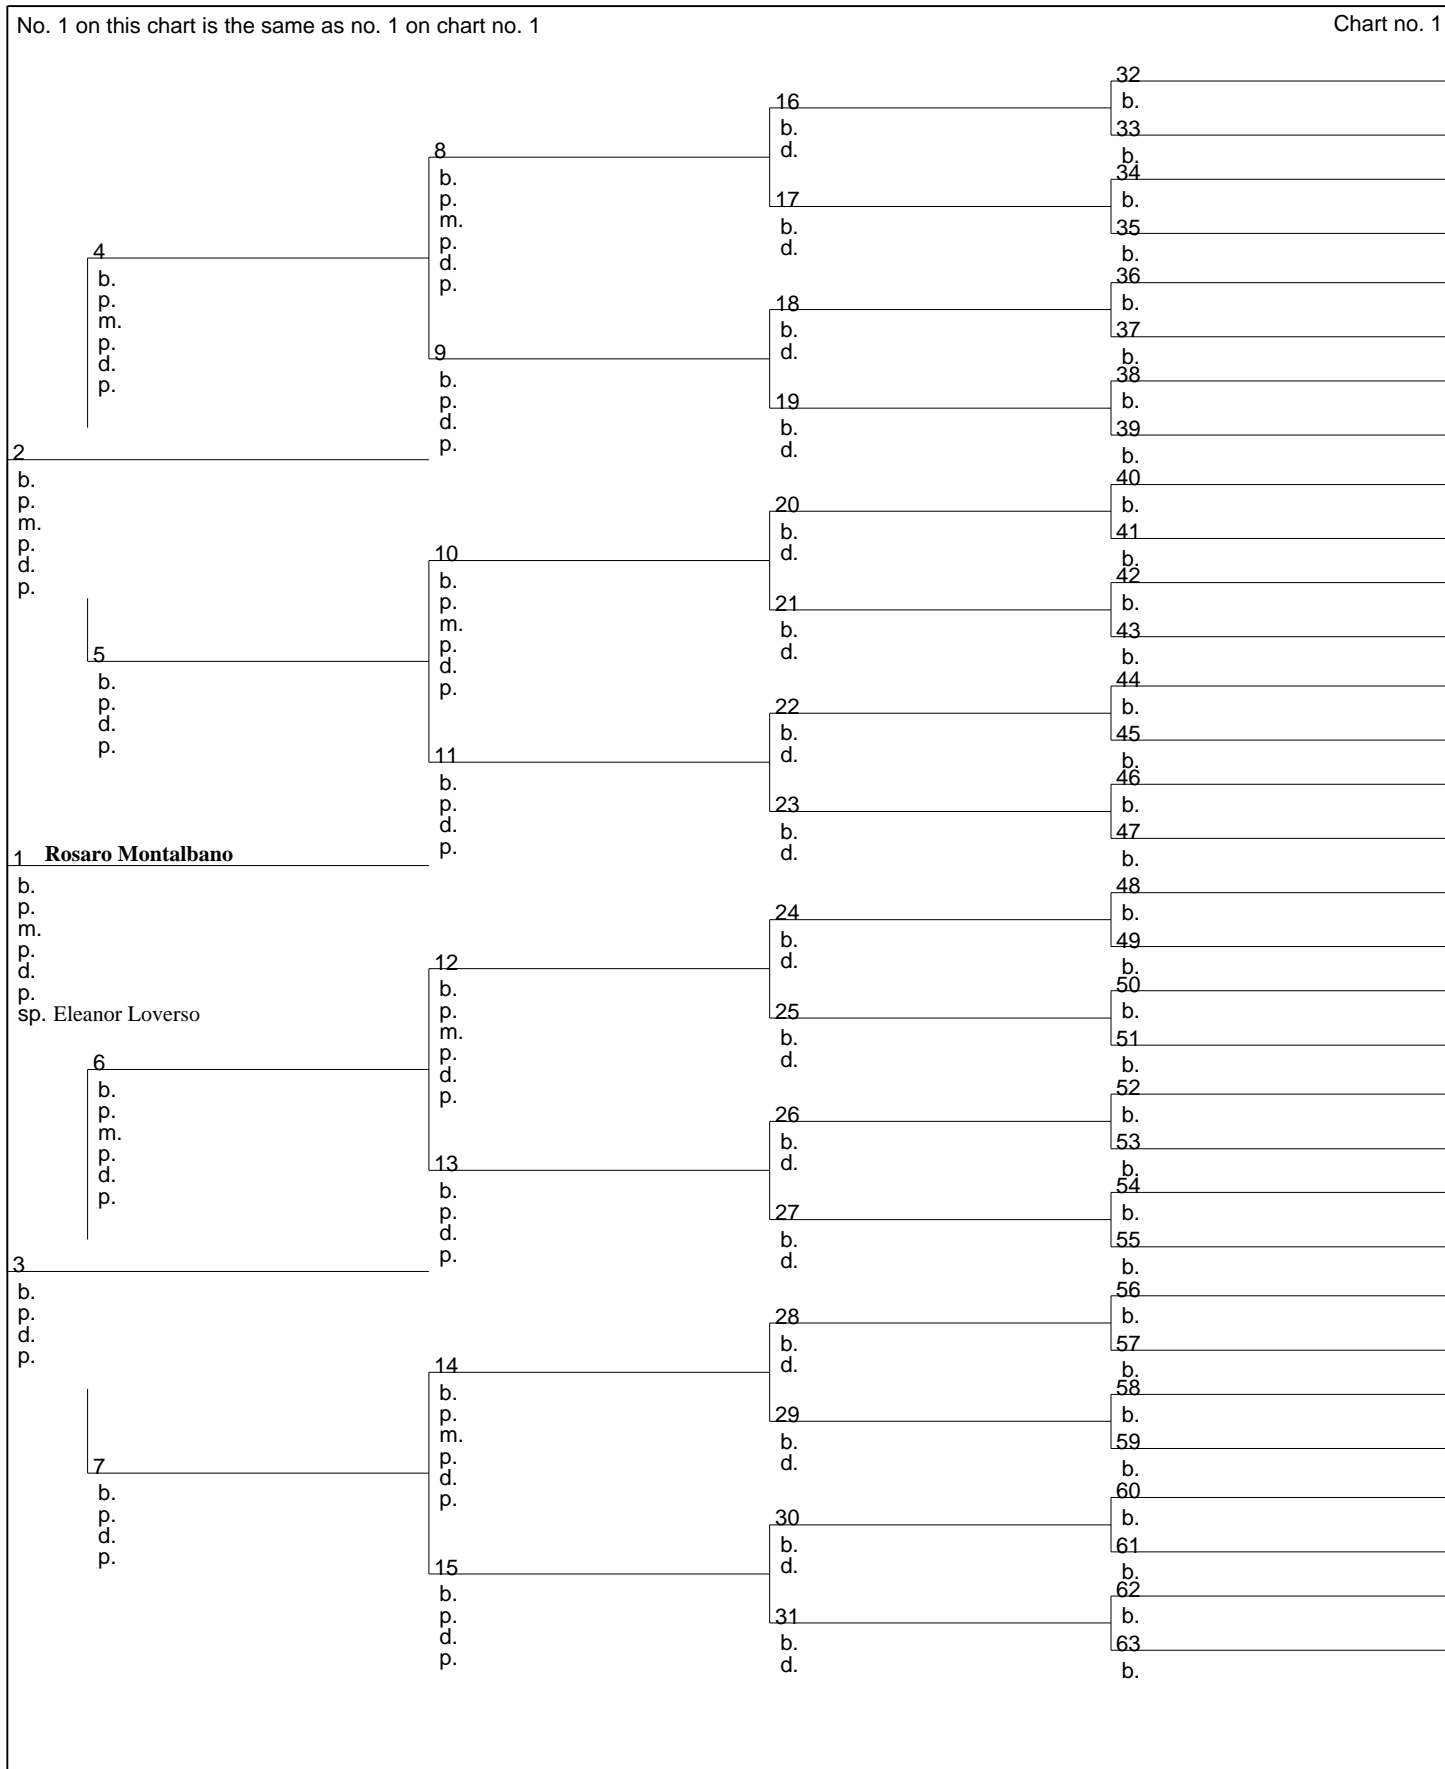 No. 1 on this chart is the same as no. 1 on chart no. 1
Chart no. 1
2
b.
p.
m.
p.
d.
p.
1 Rosaro Montalbano
b.
p.
m.
p.
d.
p.
sp. Eleanor Loverso
3
b.
p.
d.
p.
4
b.
p.
m.
p.
d.
p.
5
b.
p.
d.
p.
6
b.
p.
m.
p.
d.
p.
7
b.
p.
d.
p.
8
b.
p.
m.
p.
d.
p.
9
b.
p.
d.
p.
10
b.
p.
m.
p.
d.
p.
11
b.
p.
d.
p.
12
b.
p.
m.
p.
d.
p.
13
b.
p.
d.
p.
14
b.
p.
m.
p.
d.
p.
15
b.
p.
d.
p.
16
b.
d.
17
b.
d.
18
b.
d.
19
b.
d.
20
b.
d.
21
b.
d.
22
b.
d.
23
b.
d.
24
b.
d.
25
b.
d.
26
b.
d.
27
b.
d.
28
b.
d.
29
b.
d.
30
b.
d.
31
b.
d.
32
b.
33
b.
34
b.
35
b.
36
b.
37
b.
38
b.
39
b.
40
b.
41
b.
42
b.
43
b.
44
b.
45
b.
46
b.
47
b.
48
b.
49
b.
50
b.
51
b.
52
b.
53
b.
54
b.
55
b.
56
b.
57
b.
58
b.
59
b.
60
b.
61
b.
62
b.
63
b.